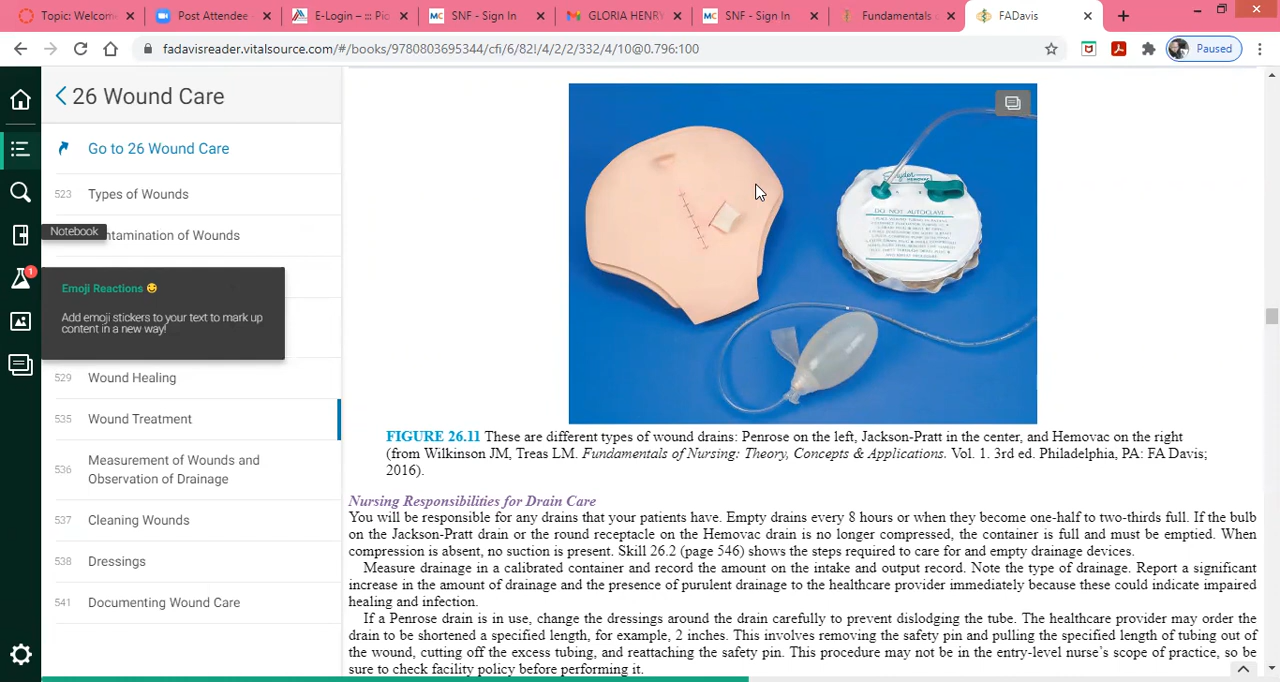 Topic: Welcom
Post Attendee -
E-Login – ::: Pic
SNF - Sign In
GLORIA HENRY
SNF - Sign In
Fundamentals o
FADavis
fadavisreader.vitalsource.com/#/books/9780803695344/cfi/6/82!/4/2/2/332/4/10@0.796:100
Paused
26 Wound Care
Go to 26 Wound Care
523 Types of Wounds
Notebook
ntamination of Wounds
1
Emoji Reactions 😀
Add emoji stickers to your text to mark up
content in a new way!
529 Wound Healing
535 Wound Treatment
536 Measurement of Wounds and
Observation of Drainage
537 Cleaning Wounds
538 Dressings
541 Documenting Wound Care
HEMOVAC
DO NOT AUTOCLAVE
FIGURE 26.11 These are different types of wound drains: Penrose on the left, Jackson-Pratt in the center, and Hemovac on the right
(from Wilkinson JM, Treas LM. Fundamentals of Nursing: Theory, Concepts & Applications. Vol. 1. 3rd ed. Philadelphia, PA: FA Davis;
2016).
Nursing Responsibilities for Drain Care
You will be responsible for any drains that your patients have. Empty drains every 8 hours or when they become one-half to two-thirds full. If the bulb
on the Jackson-Pratt drain or the round receptacle on the Hemovac drain is no longer compressed, the container is full and must be emptied. When
compression is absent, no suction is present. Skill 26.2 (page 546) shows the steps required to care for and empty drainage devices.
Measure drainage in a calibrated container and record the amount on the intake and output record. Note the type of drainage. Report a significant
increase in the amount of drainage and the presence of purulent drainage to the healthcare provider immediately because these could indicate impaired
healing and infection.
If a Penrose drain is in use, change the dressings around the drain carefully to prevent dislodging the tube. The healthcare provider may order the
drain to be shortened a specified length, for example, 2 inches. This involves removing the safety pin and pulling the specified length of tubing out of
the wound, cutting off the excess tubing, and reattaching the safety pin. This procedure may not be in the entry-level nurse's scope of practice, so be
sure to check facility policy before performing it.